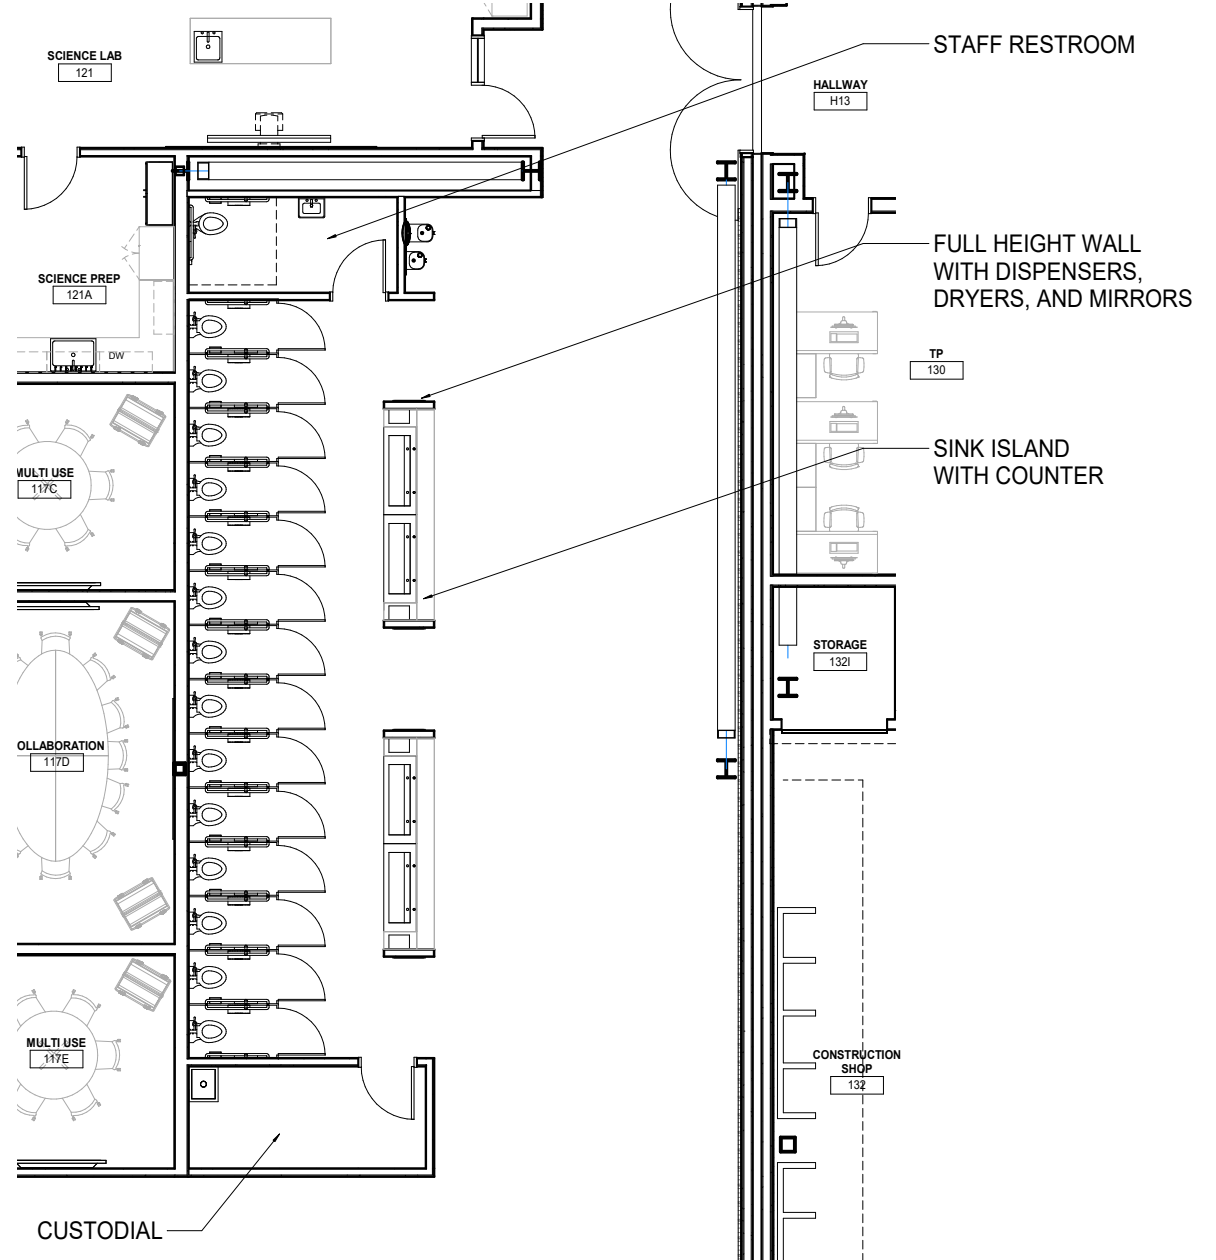 STAFF RESTROOM
SCIENCE LAB
121
HALLWAY
H13
FULL HEIGHT WALL
WITH DISPENSERS,
DRYERS, AND MIRRORS
SCIENCE PREP
121A
DW
TP
130
SINK ISLAND
WITH COUNTER
MULTI USE
117C
STORAGE
132I
OLLABORATION
117D
MULTI USE
117E
CONSTRUCTION
SHOP
132
CUSTODIAL